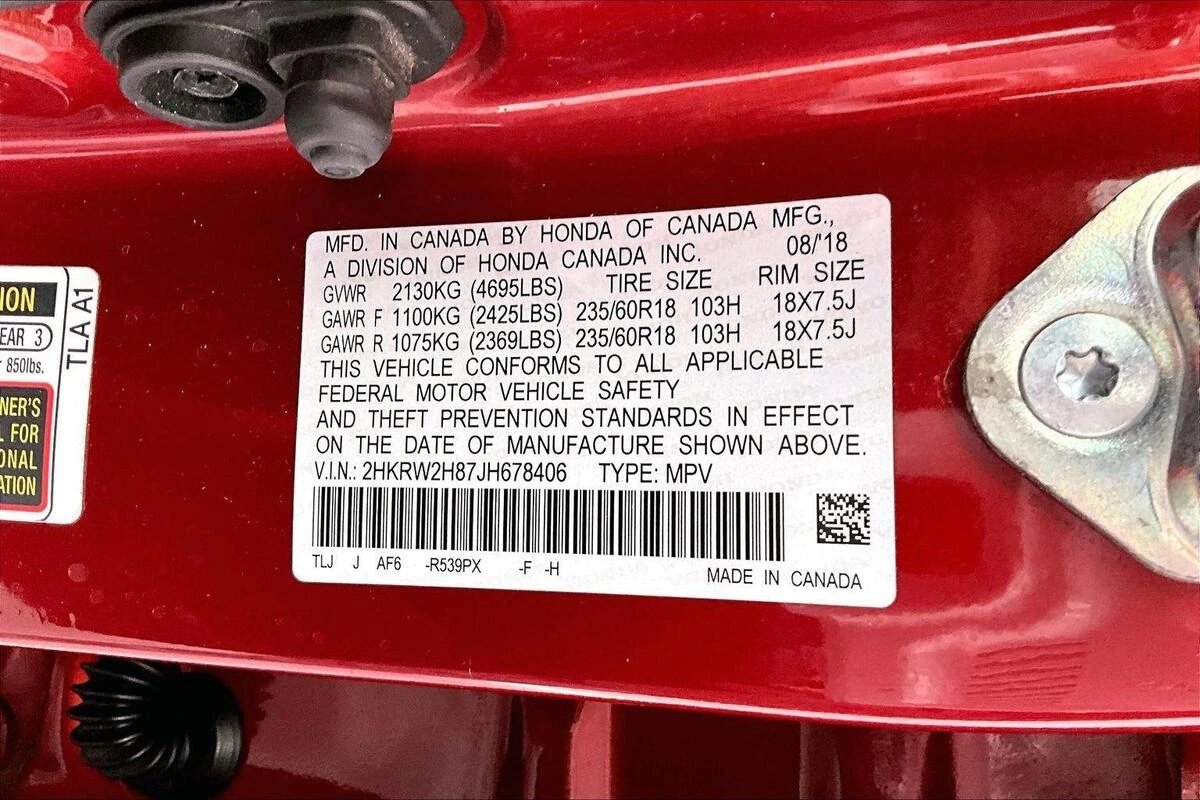 MFD. IN CANADA BY HONDA OF CANADA MFG.,
A DIVISION OF HONDA CANADA INC. 08/'18
GVWR 2130KG (4695LBS) TIRE SIZE RIM SIZE
GAWR F 1100KG (2425LBS) 235/60R18 103H 18X7.5J
GAWR R 1075KG (2369LBS) 235/60R18 103H 18X7.5J
THIS VEHICLE CONFORMS TO ALL APPLICABLE
FEDERAL MOTOR VEHICLE SAFETY
AND THEFT PREVENTION STANDARDS IN EFFECT
ON THE DATE OF MANUFACTURE SHOWN ABOVE.
V.I.N.: 2HKRW2H87JH678406 TYPE: MPV
TLJ J AF6 -R539PX -F -H
MADE IN CANADA
TLA A1
EAR 3
850lbs.
NER'S
FOR